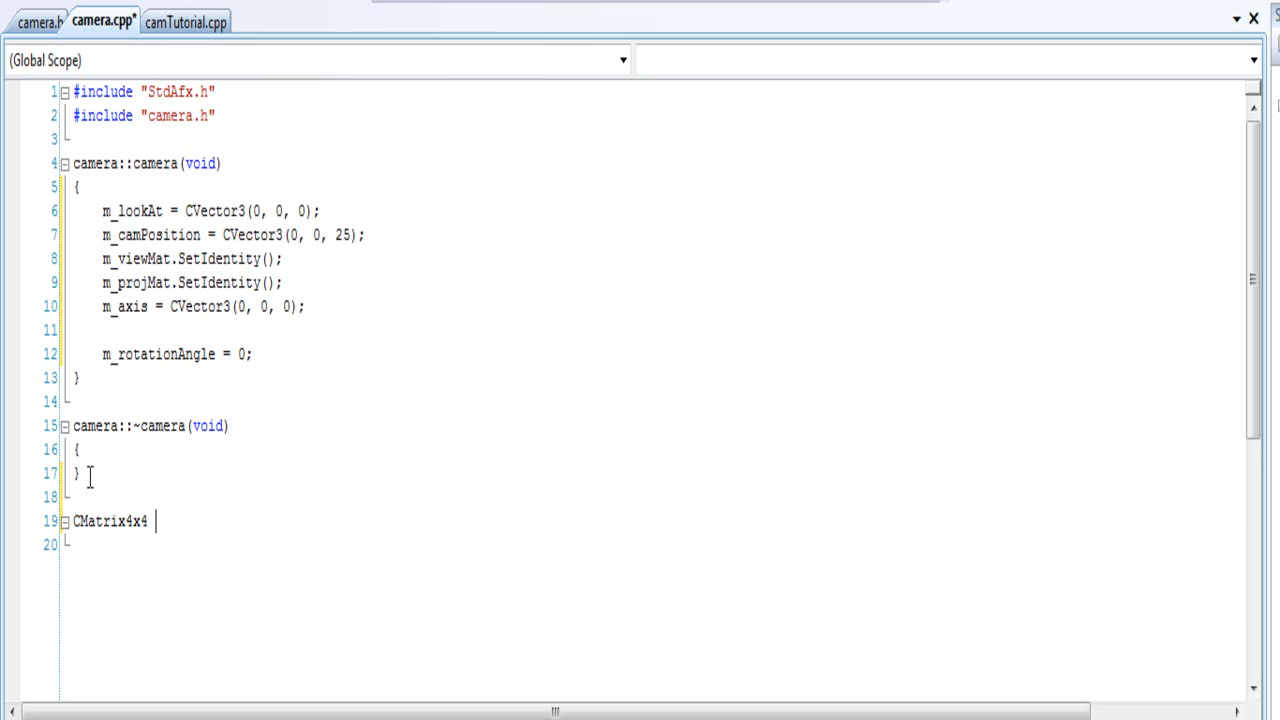 camera.h camera.cpp* camTutorial.cpp
(Global Scope)
1 #include "StdAfx.h"
2 #include "camera.h"
3
4 camera::camera(void)
5 {
6 m_lookAt = CVector3(0, 0, 0);
7 m_camPosition = CVector3(0, 0, 25);
8 m_viewMat.SetIdentity();
9 m_projMat.SetIdentity();
10 m_axis = CVector3(0, 0, 0);
11
12 m_rotationAngle = 0;
13 }
14
15 camera::~camera(void)
16 {
17 }
18
19 CMatrix4x4
20